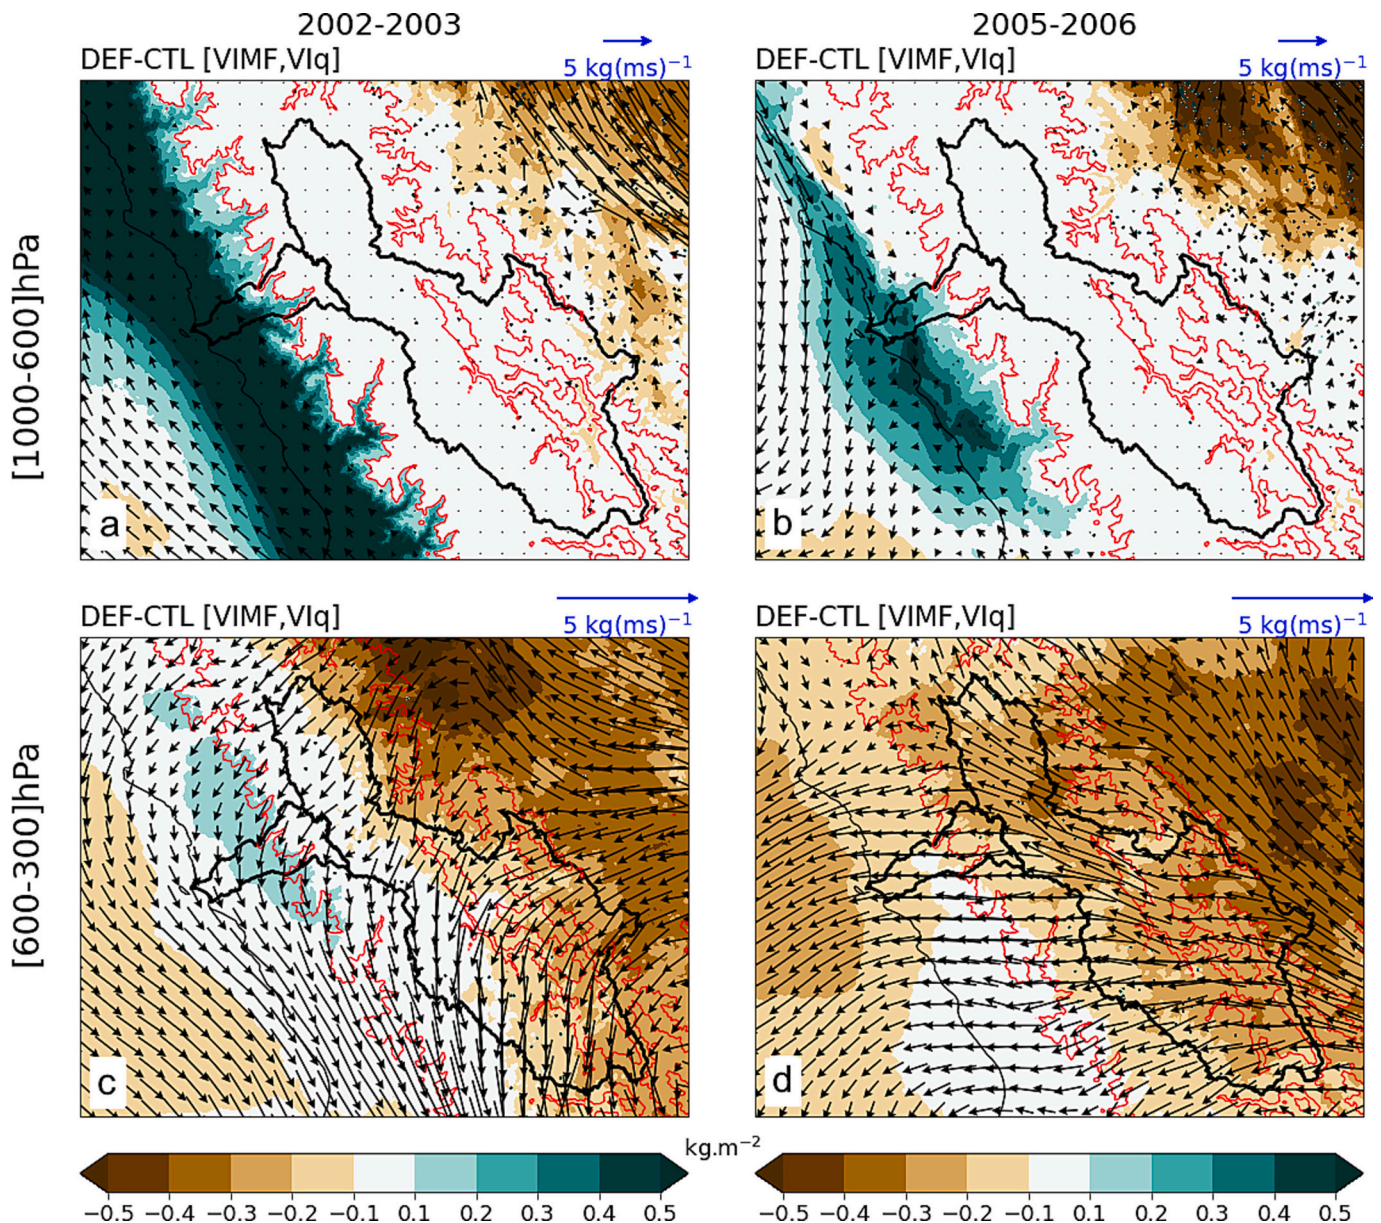 2002-2003
2005-2006
DEF-CTL [VIMF,VIq]
5 kg(ms)⁻¹
DEF-CTL [VIMF,VIq]
5 kg(ms)⁻¹
[1000-600]hPa
a
b
DEF-CTL [VIMF,VIq]
5 kg(ms)⁻¹
DEF-CTL [VIMF,VIq]
5 kg(ms)⁻¹
[600-300]hPa
c
d
kg.m⁻²
−0.5 −0.4 −0.3 −0.2 −0.1 0.1 0.2 0.3 0.4 0.5
−0.5 −0.4 −0.3 −0.2 −0.1 0.1 0.2 0.3 0.4 0.5